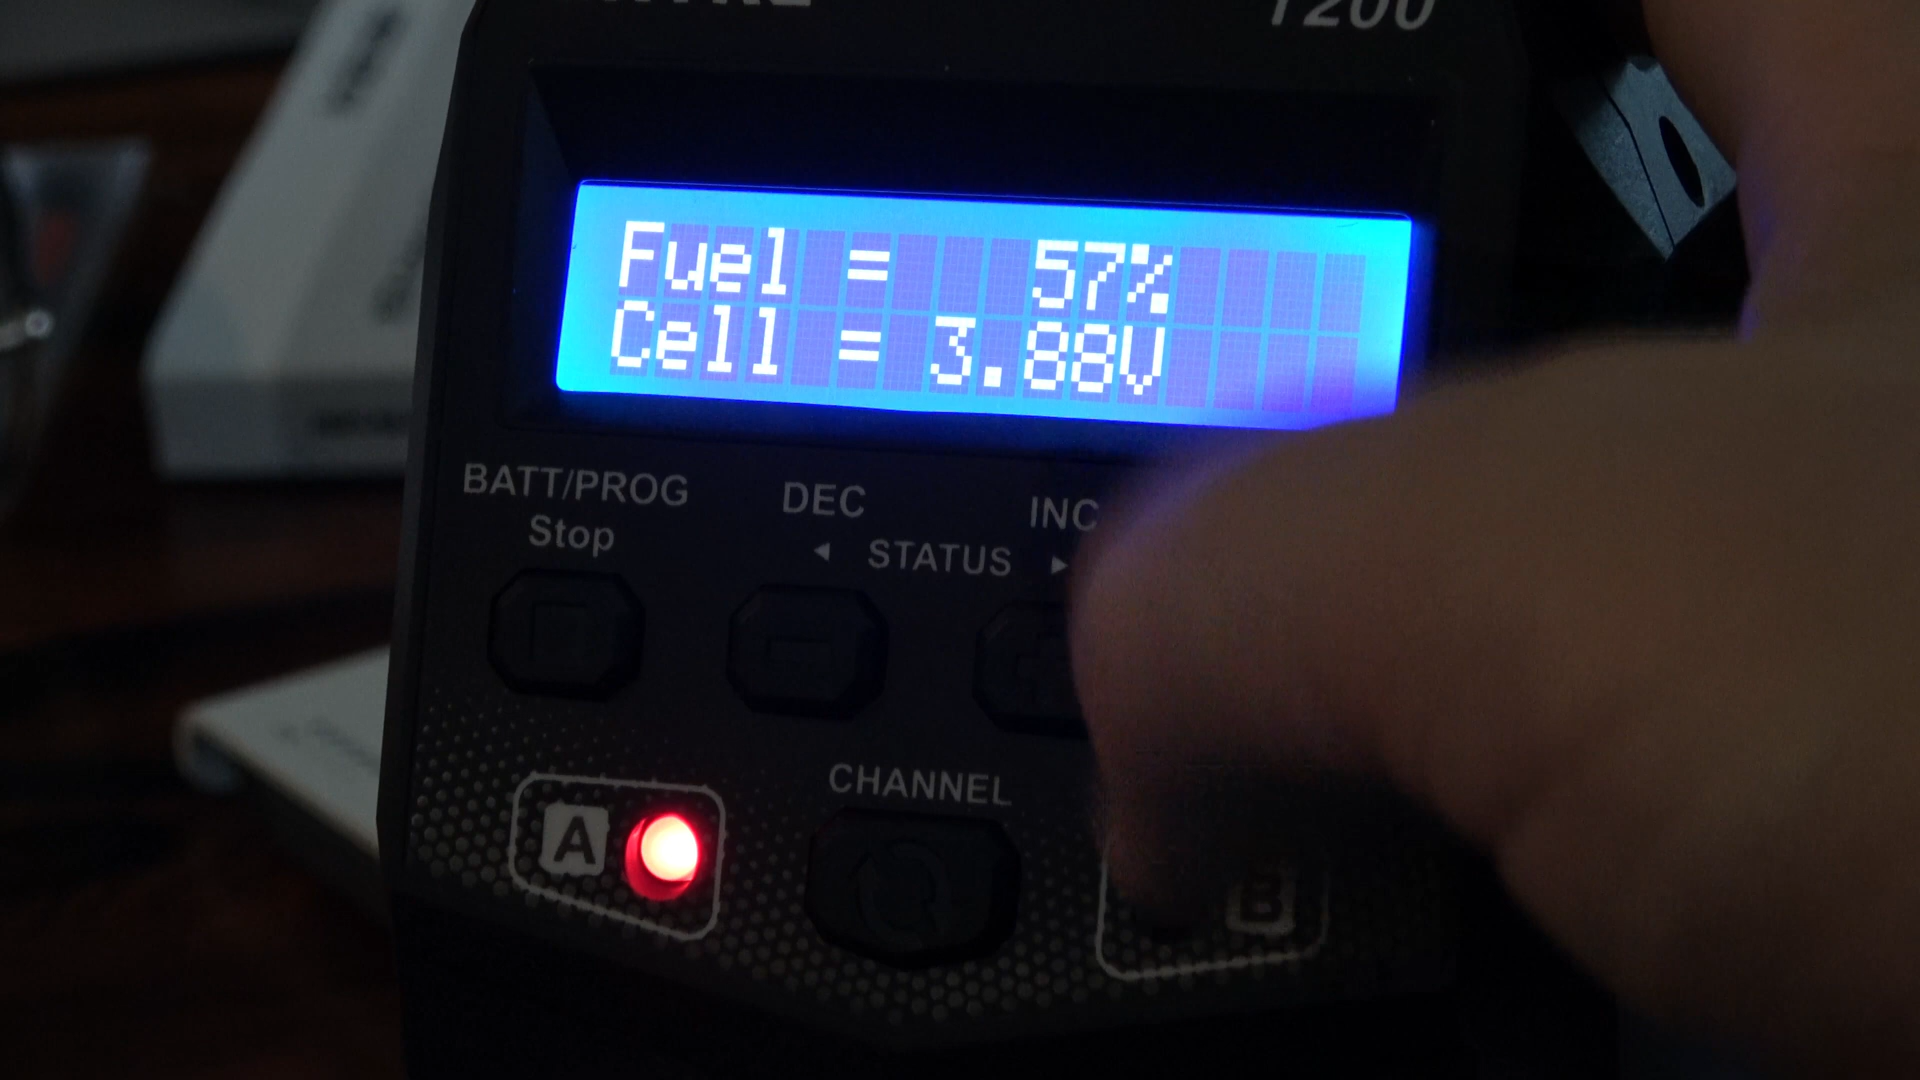 T200
Fuel = 57%
Cell = 3.88V
BATT/PROG
Stop
DEC
INC
◄ STATUS ►
CHANNEL
A
B